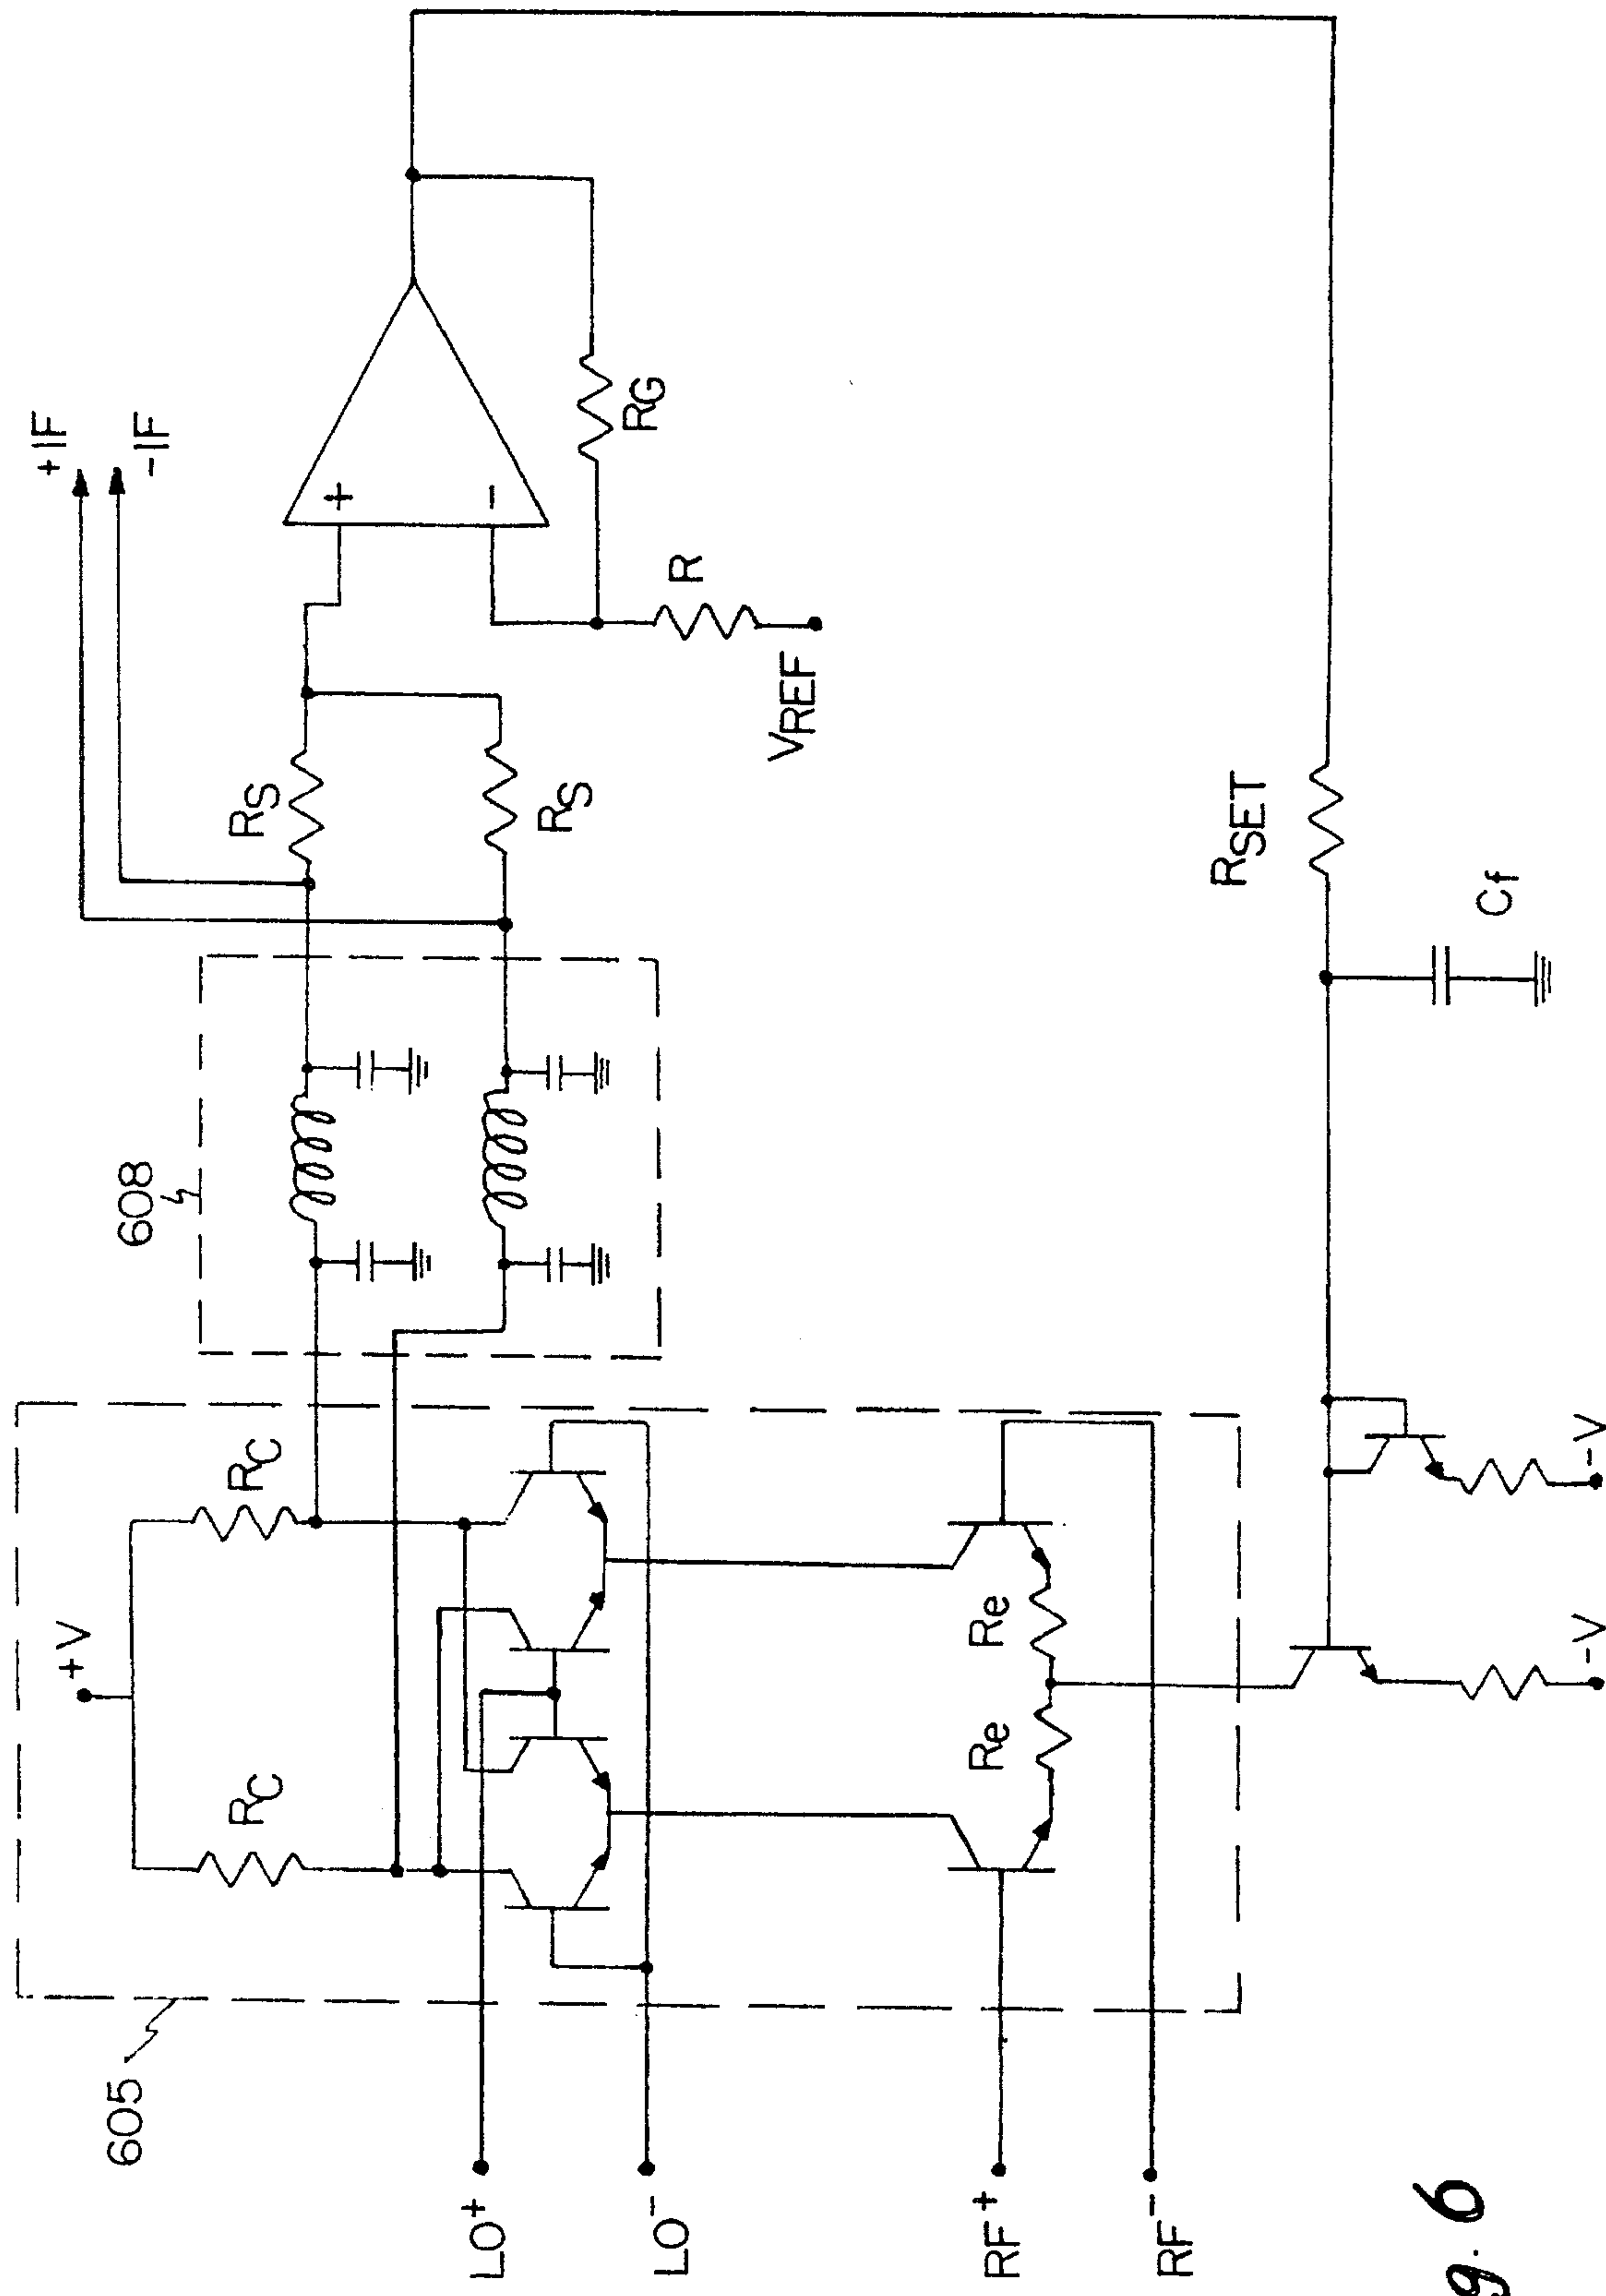 +IF
-IF
+
-
RG
R
VREF
RS
RS
RSET
Cf
608
RC
RC
+V
-V
-V
Re
Re
605
LO+
LO-
RF+
RF-
g. 6